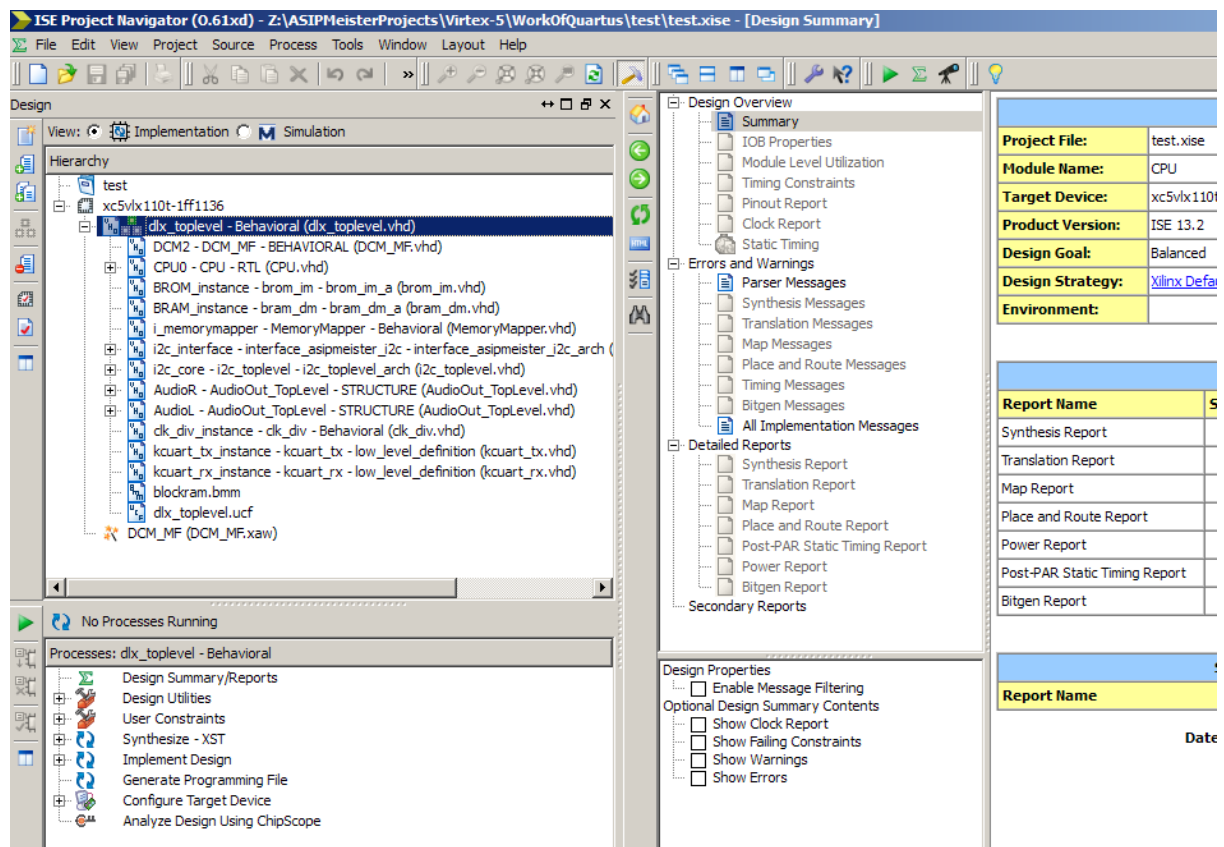 ISE Project Navigator (0.61xd) - Z:\ASIPMeisterProjects\Virtex-5\WorkOfQuartus\test\test.xise - [Design Summary]
File Edit View Project Source Process Tools Window Layout Help
Design
View: Implementation Simulation
Hierarchy
test
xc5vlx110t-1ff1136
dlx_toplevel - Behavioral (dlx_toplevel.vhd)
DCM2 - DCM_MF - BEHAVIORAL (DCM_MF.vhd)
CPU0 - CPU - RTL (CPU.vhd)
BROM_instance - brom_im - brom_im_a (brom_im.vhd)
BRAM_instance - bram_dm - bram_dm_a (bram_dm.vhd)
i_memorymapper - MemoryMapper - Behavioral (MemoryMapper.vhd)
i2c_interface - interface_asipmeister_i2c - interface_asipmeister_i2c_arch (
i2c_core - i2c_toplevel - i2c_toplevel_arch (i2c_toplevel.vhd)
AudioR - AudioOut_TopLevel - STRUCTURE (AudioOut_TopLevel.vhd)
AudioL - AudioOut_TopLevel - STRUCTURE (AudioOut_TopLevel.vhd)
clk_div_instance - clk_div - Behavioral (clk_div.vhd)
kcuart_tx_instance - kcuart_tx - low_level_definition (kcuart_tx.vhd)
kcuart_rx_instance - kcuart_rx - low_level_definition (kcuart_rx.vhd)
blockram.bmm
dlx_toplevel.ucf
DCM_MF (DCM_MF.xaw)
No Processes Running
Processes: dlx_toplevel - Behavioral
Design Summary/Reports
Design Utilities
User Constraints
Synthesize - XST
Implement Design
Generate Programming File
Configure Target Device
Analyze Design Using ChipScope
Design Overview
Summary
IOB Properties
Module Level Utilization
Timing Constraints
Pinout Report
Clock Report
Static Timing
Errors and Warnings
Parser Messages
Synthesis Messages
Translation Messages
Map Messages
Place and Route Messages
Timing Messages
Bitgen Messages
All Implementation Messages
Detailed Reports
Synthesis Report
Translation Report
Map Report
Place and Route Report
Post-PAR Static Timing Report
Power Report
Bitgen Report
Secondary Reports
Design Properties
Enable Message Filtering
Optional Design Summary Contents
Show Clock Report
Show Failing Constraints
Show Warnings
Show Errors
Project File: test.xise
Module Name: CPU
Target Device: xc5vlx110t
Product Version: ISE 13.2
Design Goal: Balanced
Design Strategy: Xilinx Defau
Environment:
Report Name S
Synthesis Report
Translation Report
Map Report
Place and Route Report
Power Report
Post-PAR Static Timing Report
Bitgen Report
S
Report Name
Date